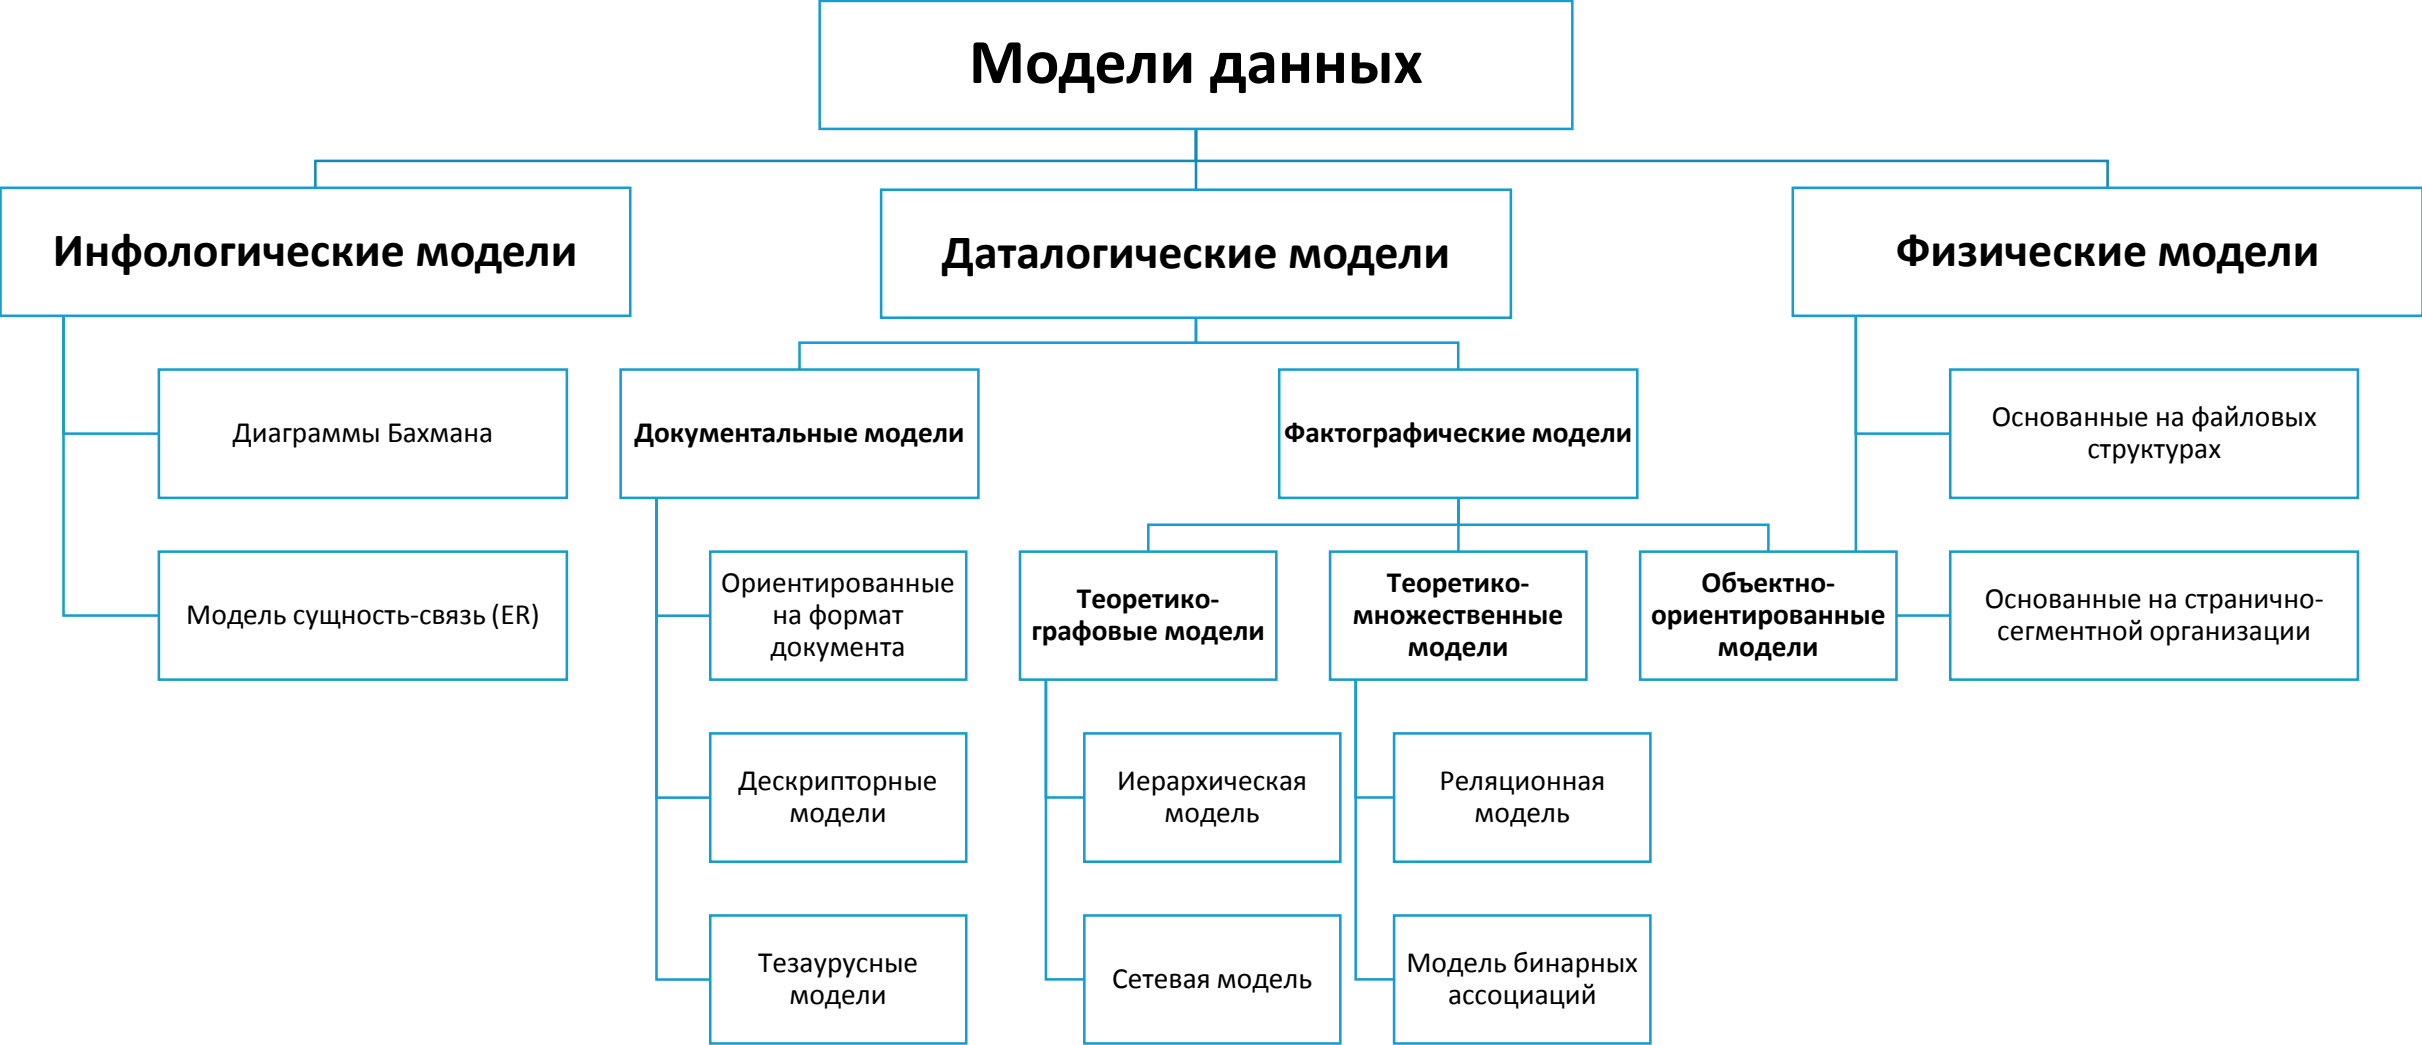 Модели данных
Инфологические модели
Диаграммы Бахмана
Модель сущность-связь (ER)
Даталогические модели
Документальные модели
Ориентированные
на формат
документа
Дескрипторные
модели
Тезаурусные
модели
Фактографические модели
Теоретико-
графовые модели
Иерархическая
модель
Сетевая модель
Теоретико-
множественные
модели
Реляционная
модель
Модель бинарных
ассоциаций
Объектно-
ориентированные
модели
Физические модели
Основанные на файловых
структурах
Основанные на странично-
сегментной организации